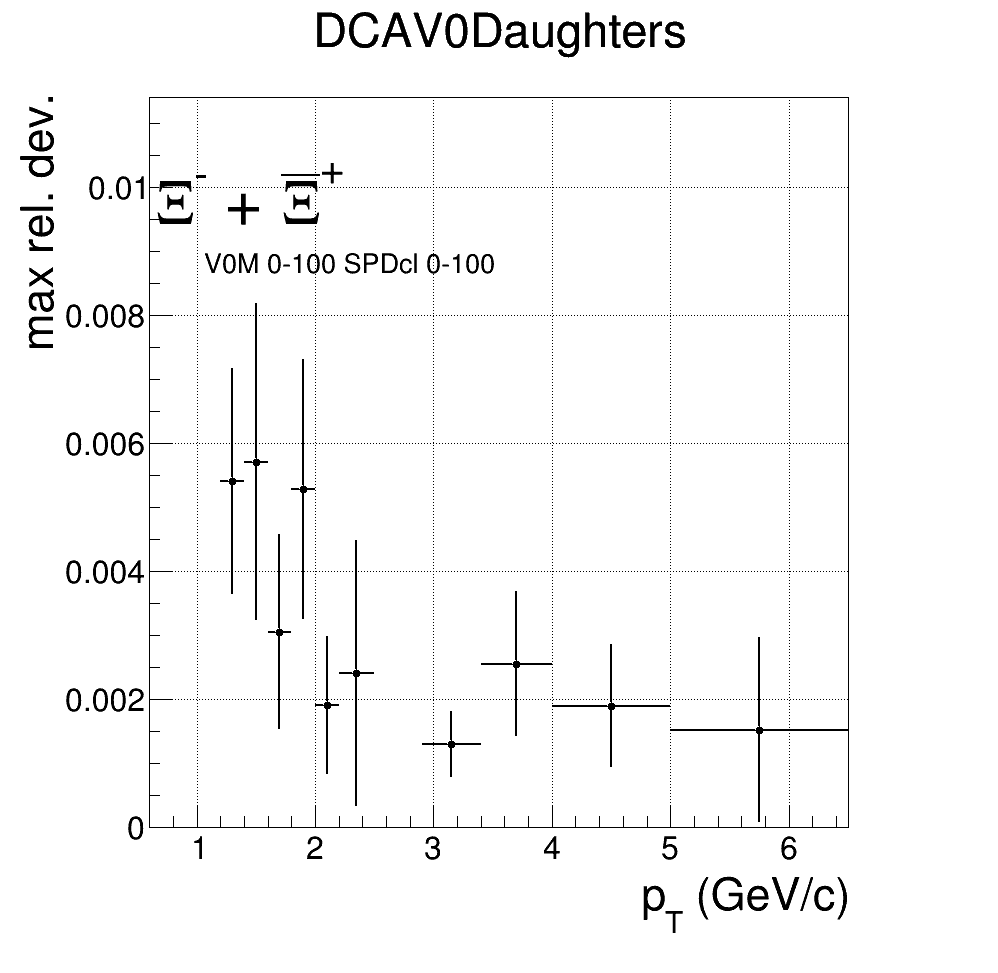 DCAV0Daughters
max rel. dev.
0.01
0.008
0.006
0.004
0.002
0
Ξ⁻ + Ξ̅⁺
V0M 0-100 SPDcl 0-100
1 2 3 4 5 6
p_T (GeV/c)